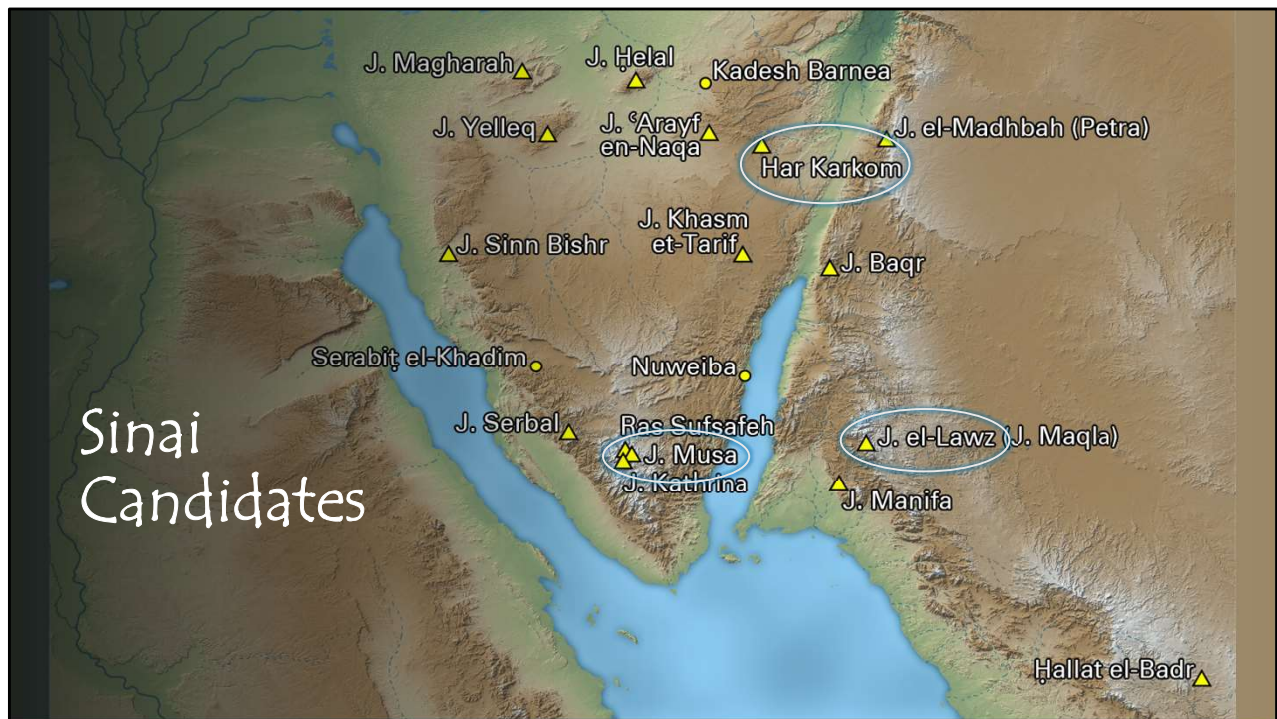 J. Magharah
J. Ḥelal
Kadesh Barnea
J. Yelleq
J. ʿArayf
en-Naqa
J. el-Madhbah (Petra)
Har Karkom
J. Sinn Bishr
J. Khasm
et-Tarif
J. Baqr
Serabiṭ el-Khadim
Nuweiba
Sinai
Candidates
J. Serbal
Ras Sufsafeh
J. Musa
J. Kathrina
J. el-Lawz (J. Maqla)
J. Manifa
Ḥallat el-Badr